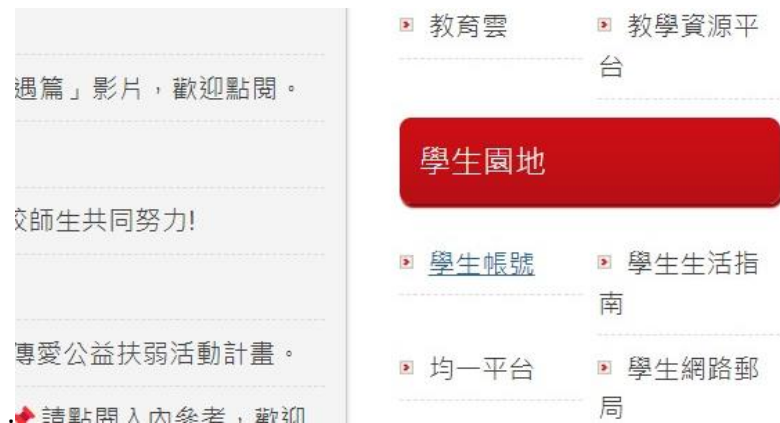 遇篇」影片，歡迎點閱。
校師生共同努力!
傳愛公益扶弱活動計畫。
請點閱入內參考，歡迎
教育雲
教學資源平
台
學生園地
學生帳號
學生生活指
南
均一平台
學生網路郵
局